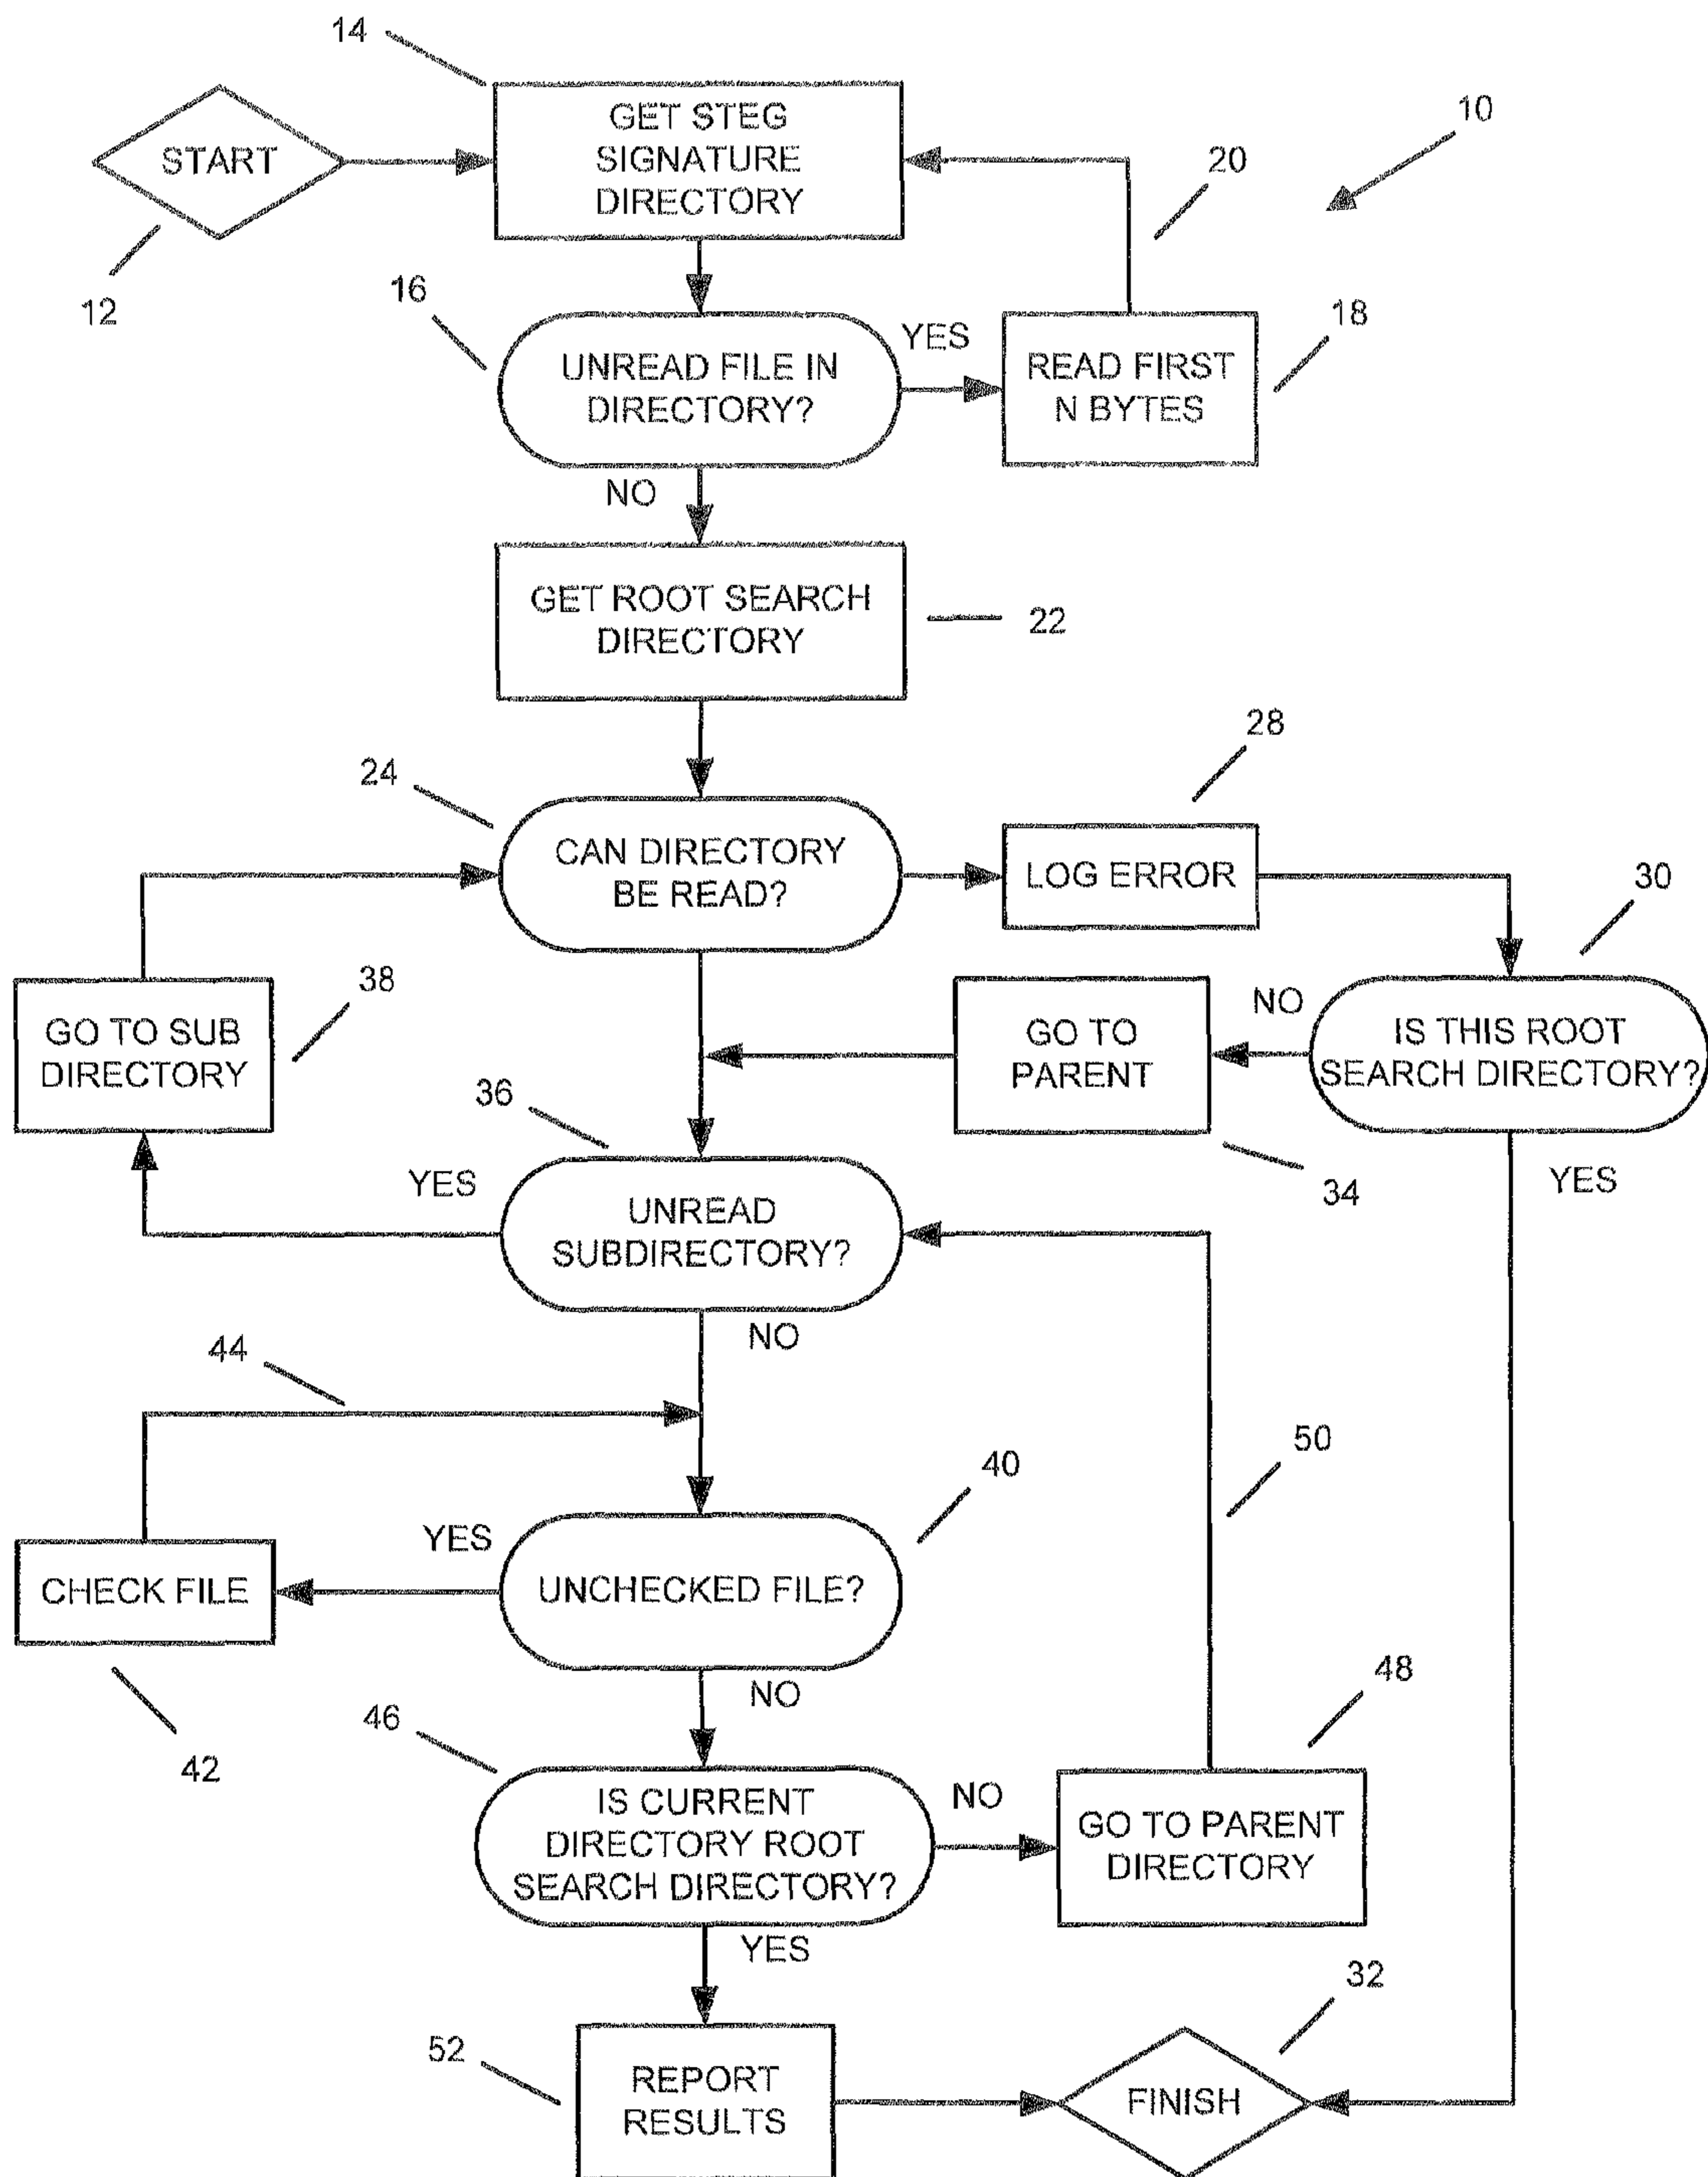 14
GET STEG
SIGNATURE
DIRECTORY
START
10
20
12
16
UNREAD FILE IN
DIRECTORY?
YES
READ FIRST
N BYTES
18
NO
GET ROOT SEARCH
DIRECTORY
22
28
24
CAN DIRECTORY
BE READ?
LOG ERROR
30
38
GO TO SUB
DIRECTORY
GO TO
PARENT
NO
IS THIS ROOT
SEARCH DIRECTORY?
36
34
YES
YES
UNREAD
SUBDIRECTORY?
NO
44
50
40
YES
CHECK FILE
UNCHECKED FILE?
NO
42
46
48
IS CURRENT
DIRECTORY ROOT
SEARCH DIRECTORY?
NO
GO TO PARENT
DIRECTORY
YES
32
52
REPORT
RESULTS
FINISH